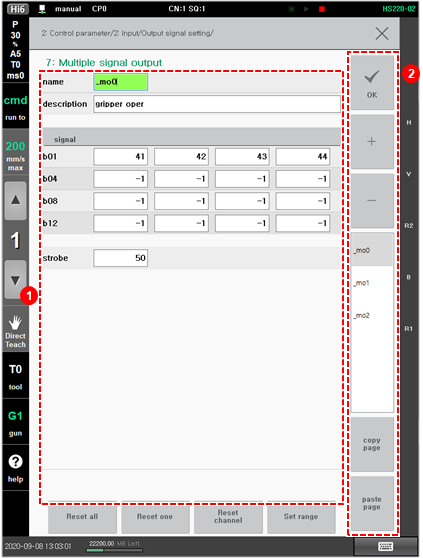 Hi6 manual CP0 CN:1 SQ:1 HS220-02
P
30
%
A5
T0
ms0
cmd
run to
200
mm/s
max
1
Direct
Teach
T0
tool
G1
gun
help
2: Control parameter/2: Input/Output signal setting/
7: Multiple signal output
name _mo0
description gripper oper
signal
b01 41 42 43 44
b04 -1 -1 -1 -1
b08 -1 -1 -1 -1
b12 -1 -1 -1 -1
strobe 50
1
2
OK
+
−
_mo0
_mo1
_mo2
copy
page
paste
page
H
V
R2
B
R1
Reset all Reset one Reset channel Set range
2020-09-08 13:03:01 22200,00 MB Left